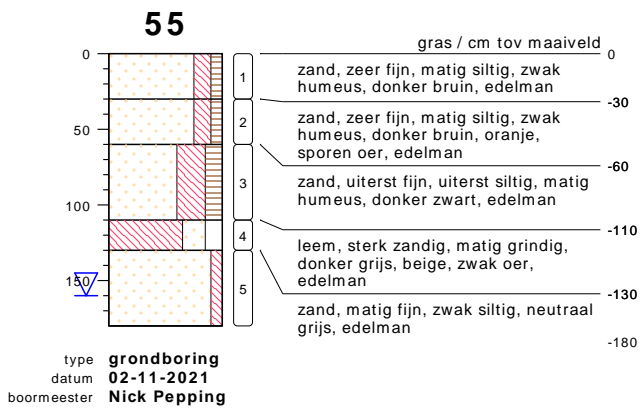 55
gras / cm tov maaiveld
0
0
1
zand, zeer fijn, matig siltig, zwak
humeus, donker bruin, edelman
-30
2
zand, zeer fijn, matig siltig, zwak
humeus, donker bruin, oranje,
sporen oer, edelman
50
-60
3
zand, uiterst fijn, uiterst siltig, matig
humeus, donker zwart, edelman
100
-110
4
leem, sterk zandig, matig grindig,
donker grijs, beige, zwak oer,
edelman
150
-130
5
zand, matig fijn, zwak siltig, neutraal
grijs, edelman
-180
type grondboring
datum 02-11-2021
boormeester Nick Pepping